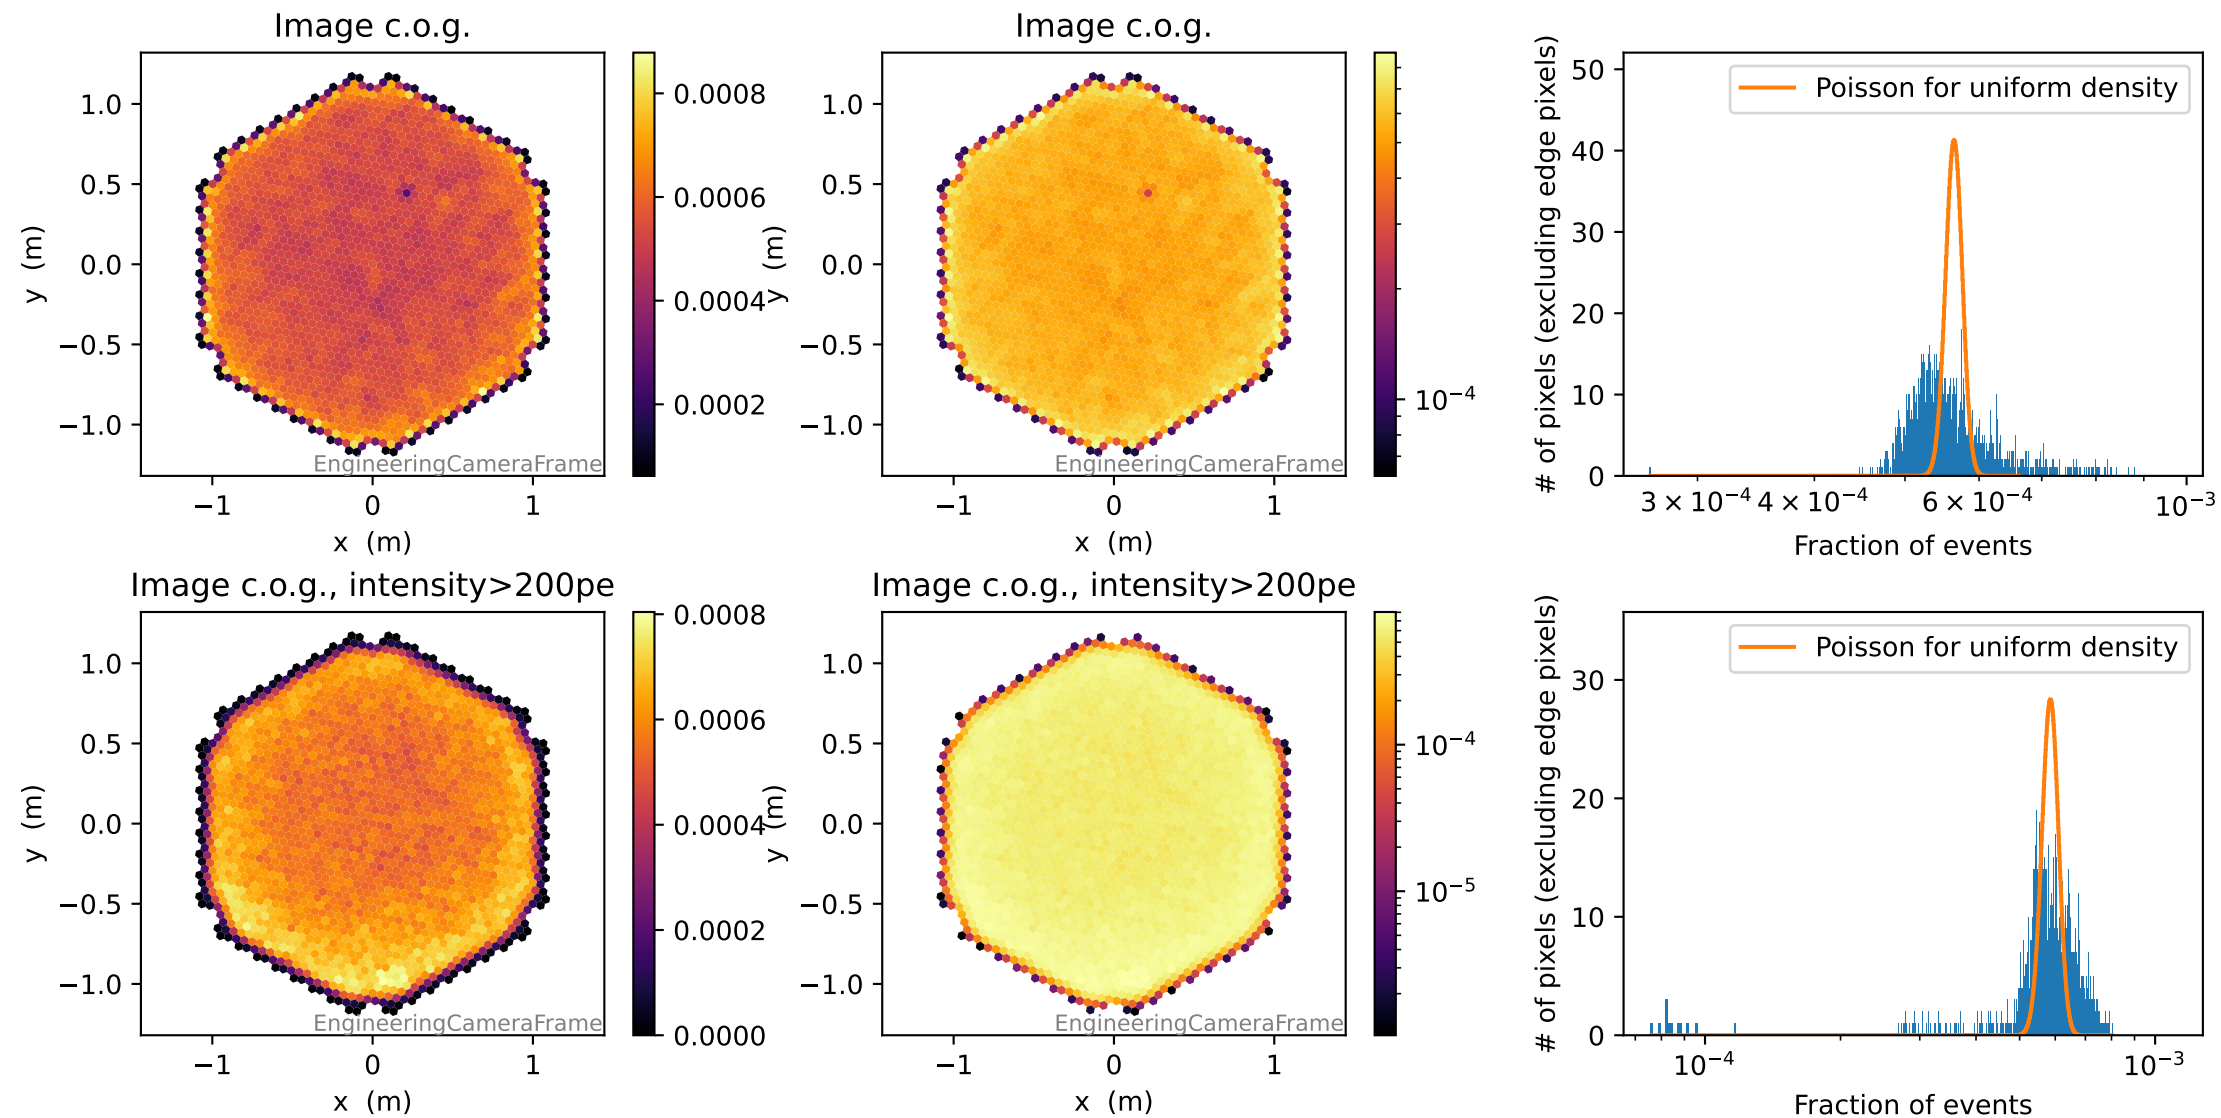 Image c.o.g.
1.0
0.5
0.0
−0.5
−1.0
y (m)
EngineeringCameraFrame
−1
0
1
x (m)
0.0008
0.0006
0.0004
0.0002
Image c.o.g.
1.0
0.5
0.0
−0.5
−1.0
y (m)
EngineeringCameraFrame
−1
0
1
x (m)
10⁻⁴
50
40
30
20
10
0
# of pixels (excluding edge pixels)
Poisson for uniform density
3 × 10⁻⁴
4 × 10⁻⁴
6 × 10⁻⁴
10⁻³
Fraction of events
Image c.o.g., intensity>200pe
1.0
0.5
0.0
−0.5
−1.0
y (m)
EngineeringCameraFrame
−1
0
1
x (m)
0.0008
0.0006
0.0004
0.0002
0.0000
Image c.o.g., intensity>200pe
1.0
0.5
0.0
−0.5
−1.0
y (m)
EngineeringCameraFrame
−1
0
1
x (m)
10⁻⁴
10⁻⁵
30
20
10
0
# of pixels (excluding edge pixels)
Poisson for uniform density
10⁻⁴
10⁻³
Fraction of events